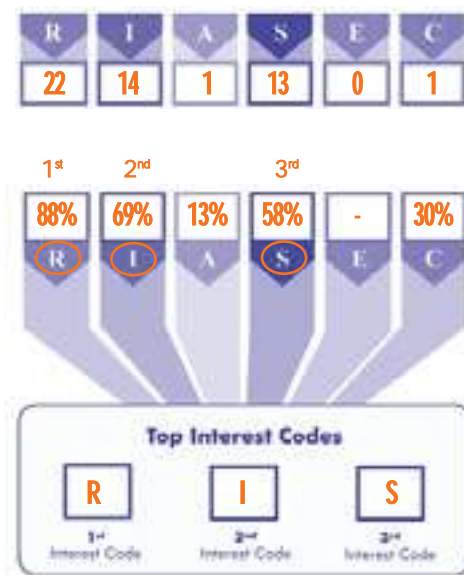 R I A S E C
22 14 1 13 0 1
1st 2nd 3rd
88% 69% 13% 58% - 30%
R I A S E C
Top Interest Codes
R I S
1st 2nd 3rd
Interest Code Interest Code Interest Code